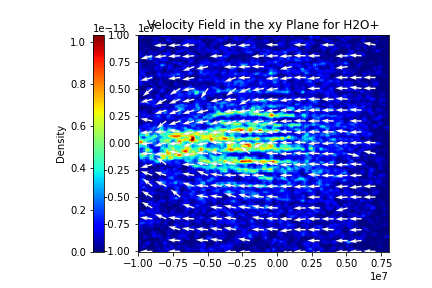 Velocity Field in the xy Plane for H2O+
1e−13
1e7
1.0
0.8
0.6
0.4
0.2
0.0
Density
1.00
0.75
0.50
0.25
0.00
−0.25
−0.50
−0.75
−1.00
−1.00 −0.75 −0.50 −0.25 0.00 0.25 0.50 0.75
1e7